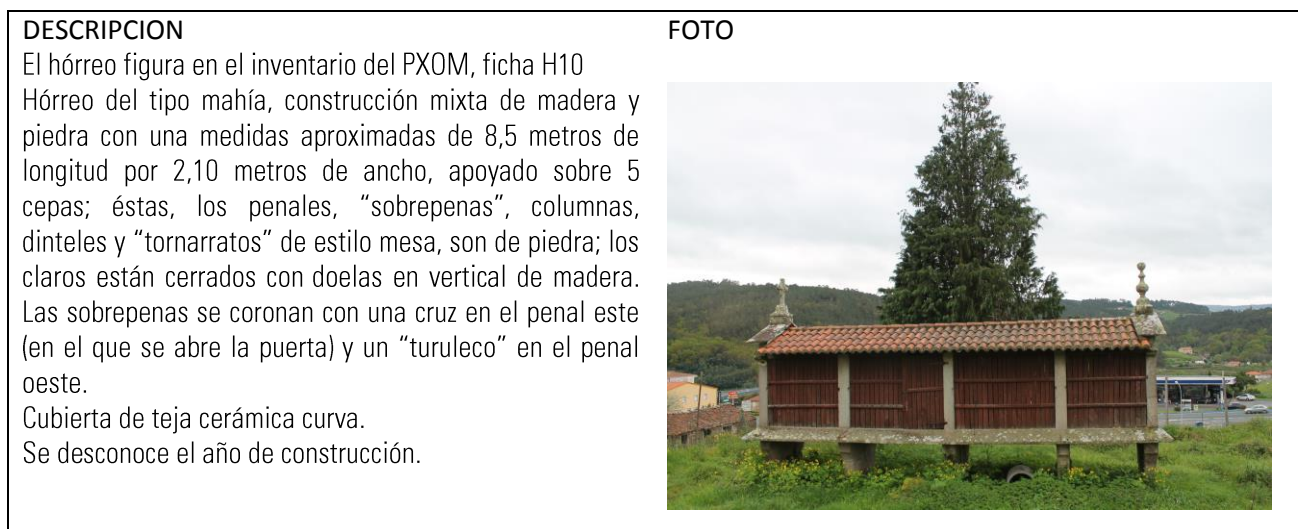 DESCRIPCION
El hórreo figura en el inventario del PXOM, ficha H10
Hórreo del tipo mahía, construcción mixta de madera y
piedra con una medidas aproximadas de 8,5 metros de
longitud por 2,10 metros de ancho, apoyado sobre 5
cepas; éstas, los penales, “sobrepenas”, columnas,
dinteles y “tornarratos” de estilo mesa, son de piedra; los
claros están cerrados con doelas en vertical de madera.
Las sobrepenas se coronan con una cruz en el penal este
(en el que se abre la puerta) y un “turuleco” en el penal
oeste.
Cubierta de teja cerámica curva.
Se desconoce el año de construcción.
FOTO